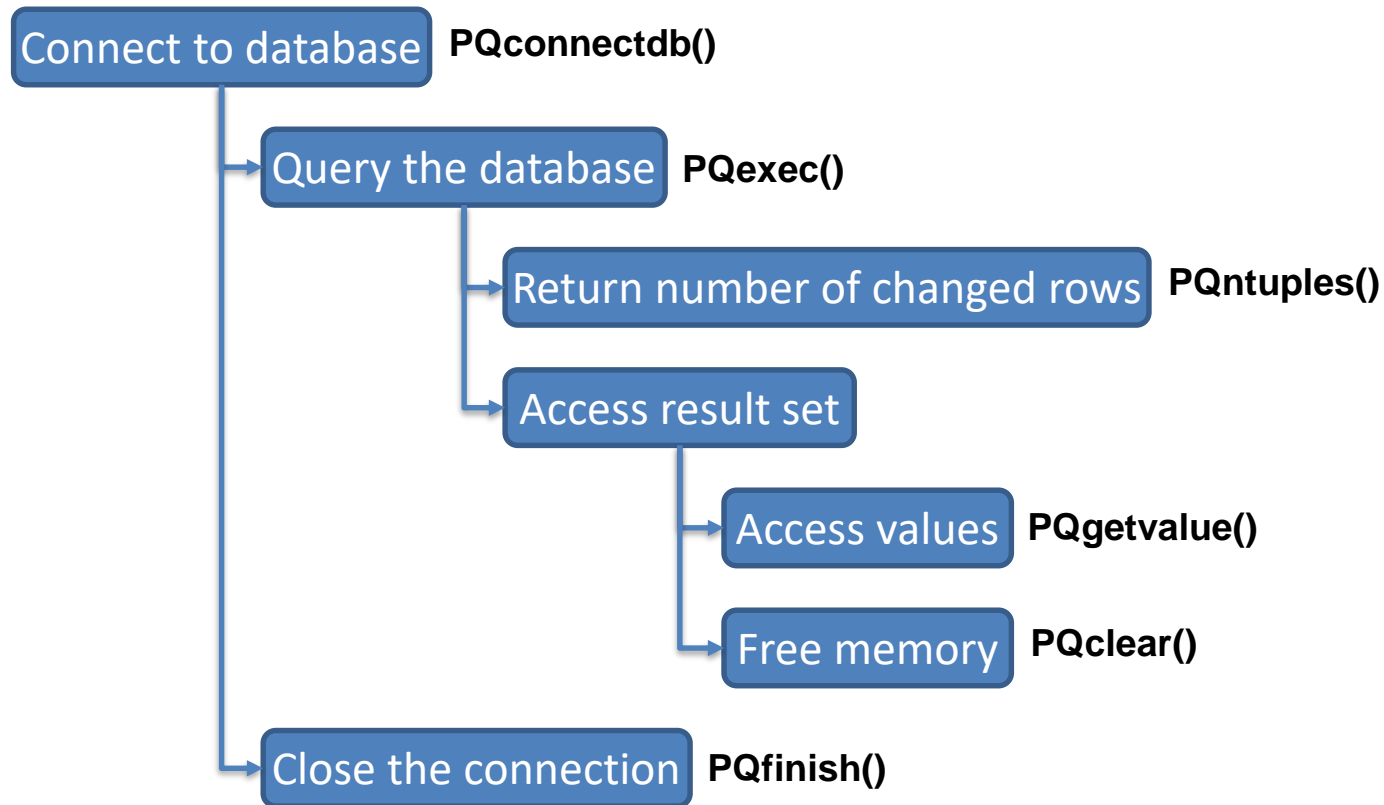 Connect to database PQconnectdb()
Query the database PQexec()
Return number of changed rows PQntuples()
Access result set
Access values PQgetvalue()
Free memory PQclear()
Close the connection PQfinish()